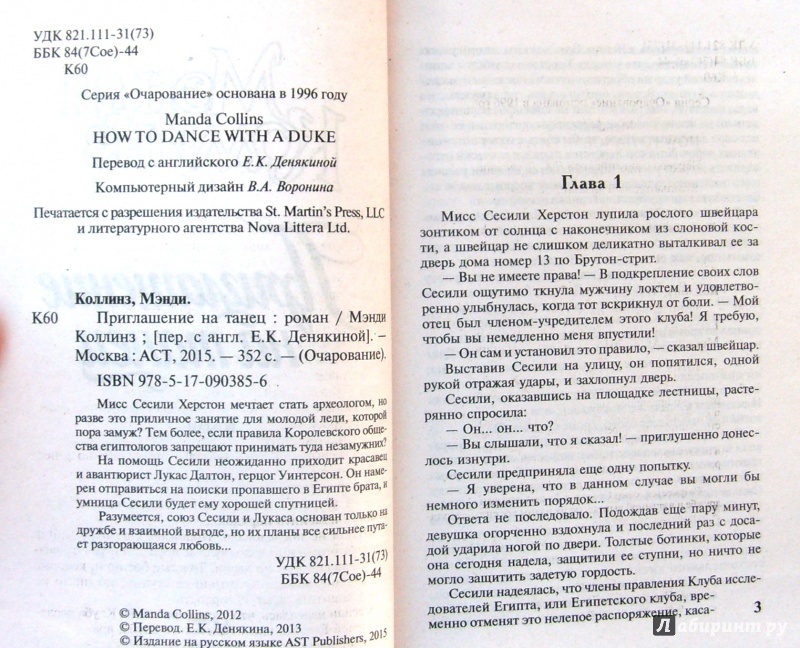 УДК 821.111-31(73)
ББК 84(7Сое)-44
К60
Серия «Очарование» основана в 1996 году
Manda Collins
HOW TO DANCE WITH A DUKE
Перевод с английского Е.К. Денякиной
Компьютерный дизайн В.А. Воронина
Печатается с разрешения издательства St. Martin's Press, LLC
и литературного агентства Nova Littera Ltd.
Коллинз, Мэнди.
К60 Приглашение на танец : роман / Мэнди
Коллинз ; [пер. с англ. Е.К. Денякиной]. –
Москва : АСТ, 2015. — 352 с. — (Очарование).
ISBN 978-5-17-090385-6
Мисс Сесили Херстон мечтает стать археологом, но
разве это приличное занятие для молодой леди, которой
пора замуж? Тем более, если правила Королевского обще-
ства египтологов запрещают принимать туда незамужних?
На помощь Сесили неожиданно приходит красавец
и авантюрист Лукас Далтон, герцог Уинтерсон. Он наме-
рен отправиться на поиски пропавшего в Египте брата, и
умница Сесили будет ему хорошей спутницей.
Разумеется, союз Сесили и Лукаса основан только на
дружбе и взаимной выгоде, но их планы все сильнее пута-
ет разгорающаяся любовь...
УДК 821.111-31(73)
ББК 84(7Сое)-44
© Manda Collins, 2012
© Перевод. Е.К. Денякина, 2013
© Издание на русском языке AST Publishers, 2015
Глава 1
Мисс Сесили Херстон лупила рослого швейцара
зонтиком от солнца с наконечником из слоновой кос-
ти, а швейцар не слишком деликатно выталкивал ее за
дверь дома номер 13 по Брутон-стрит.
— Вы не имеете права! — В подкрепление своих слов
Сесили ощутимо ткнула мужчину локтем и удовлетво-
ренно улыбнулась, когда тот вскрикнул от боли. — Мой
отец был членом-учредителем этого клуба! Я требую,
чтобы вы немедленно меня впустили!
— Он сам и установил это правило, — сказал швейцар.
Выставив Сесили на улицу, он попятился, одной
рукой отражая удары, и захлопнул дверь.
Сесили, оказавшись на площадке лестницы, расте-
рянно спросила:
— Он... он... что?
— Вы слышали, что я сказал! — приглушенно донес-
лось изнутри.
Сесили предприняла еще одну попытку.
— Я уверена, что в данном случае вы могли бы
немного изменить порядок...
Ответа не последовало. Подождав еще пару минут,
девушка огорченно вздохнула и последний раз с доса-
дой ударила ногой по двери. Толстые ботинки, которые
она сегодня надела, защитили ее ступни, но ничто не
могло защитить задетую гордость.
Сесили надеялась, что члены правления Клуба иссле-
дователей Египта, или Египетского клуба, вре-
менно отменят это нелепое распоряжение, каса-
3
Лабиринт.ру